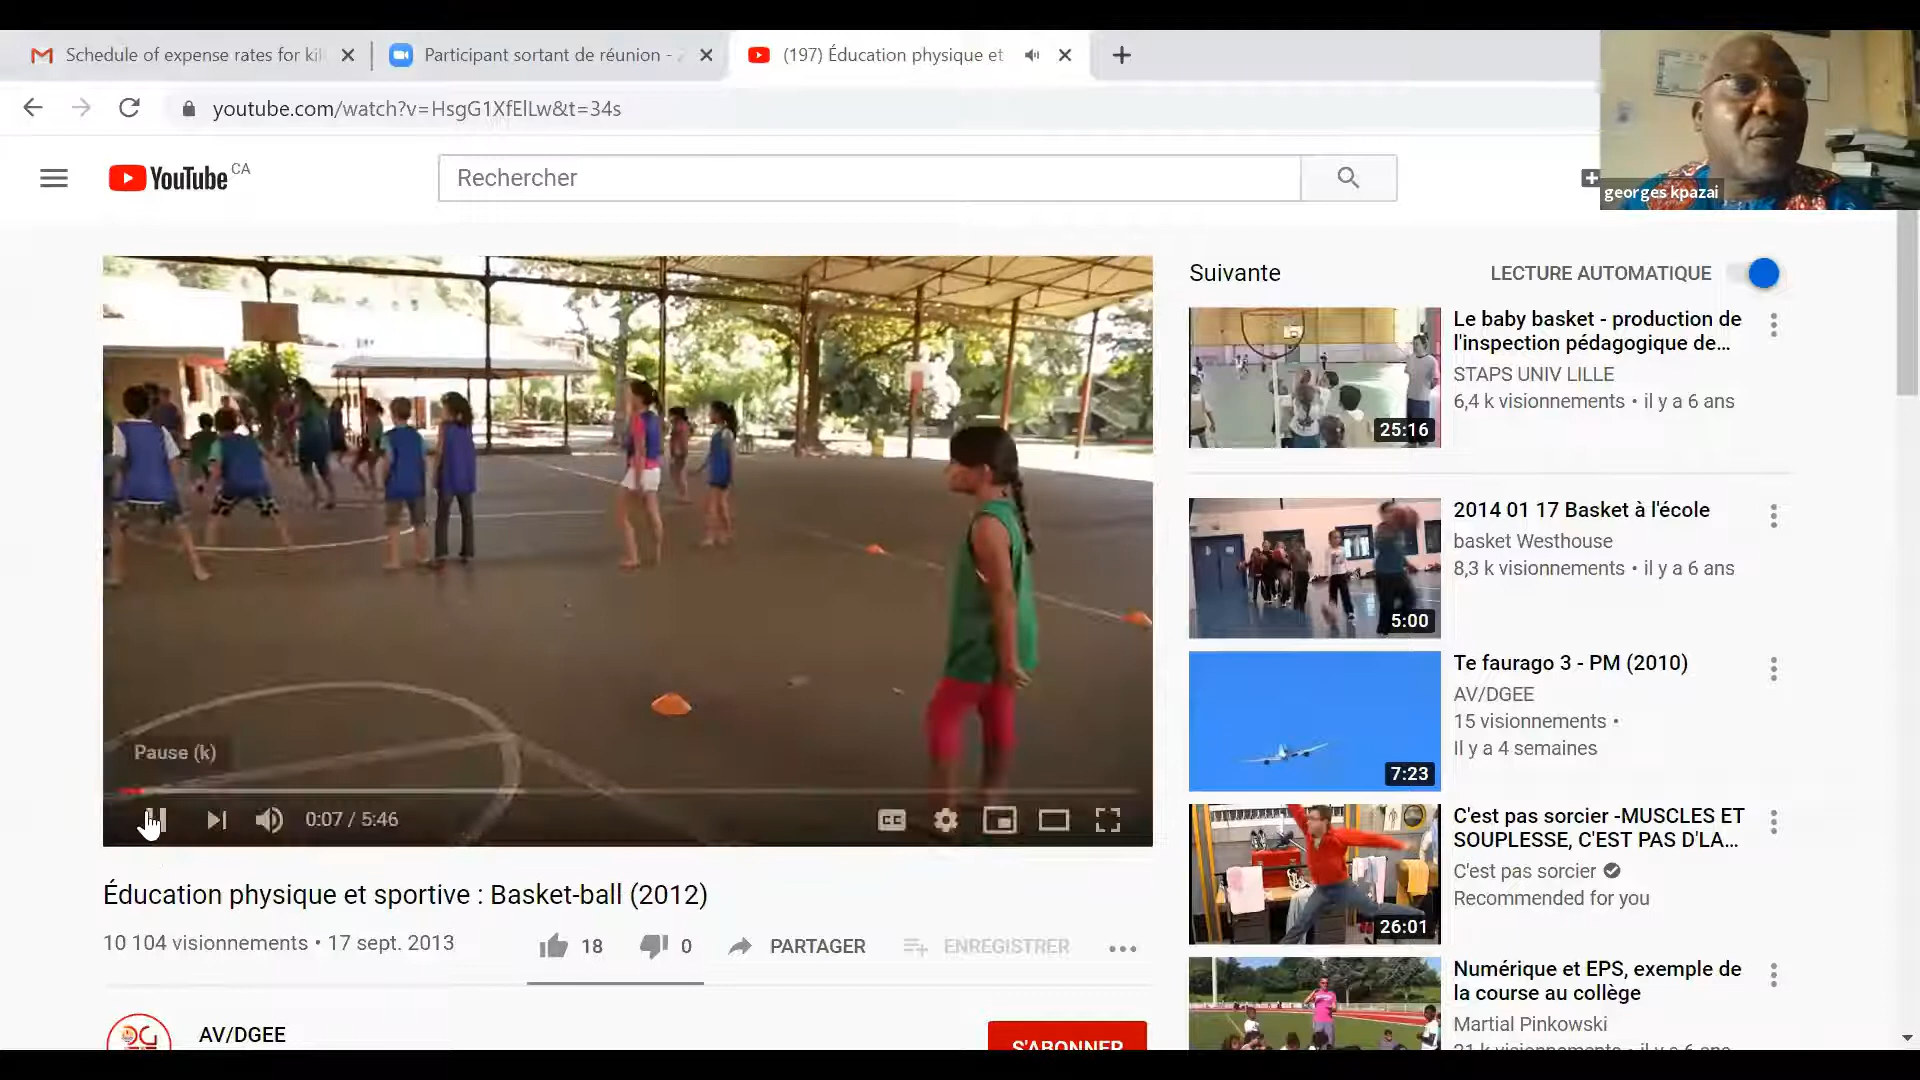 Schedule of expense rates for kil
Participant sortant de réunion -
(197) Éducation physique et
youtube.com/watch?v=HsgG1XfElLw&t=34s
YouTube CA
Rechercher
georges kpazai
Suivante
LECTURE AUTOMATIQUE
Le baby basket - production de
l'inspection pédagogique de...
STAPS UNIV LILLE
6,4 k visionnements • il y a 6 ans
25:16
2014 01 17 Basket à l'école
basket Westhouse
8,3 k visionnements • il y a 6 ans
5:00
Te faurago 3 - PM (2010)
AV/DGEE
15 visionnements •
Il y a 4 semaines
7:23
C'est pas sorcier -MUSCLES ET
SOUPLESSE, C'EST PAS D'LA...
C'est pas sorcier
Recommended for you
26:01
Numérique et EPS, exemple de
la course au collège
Martial Pinkowski
Pause (k)
0:07 / 5:46
CC
Éducation physique et sportive : Basket-ball (2012)
10 104 visionnements • 17 sept. 2013
18
0
PARTAGER
ENREGISTRER
AV/DGEE
S'ABONNER